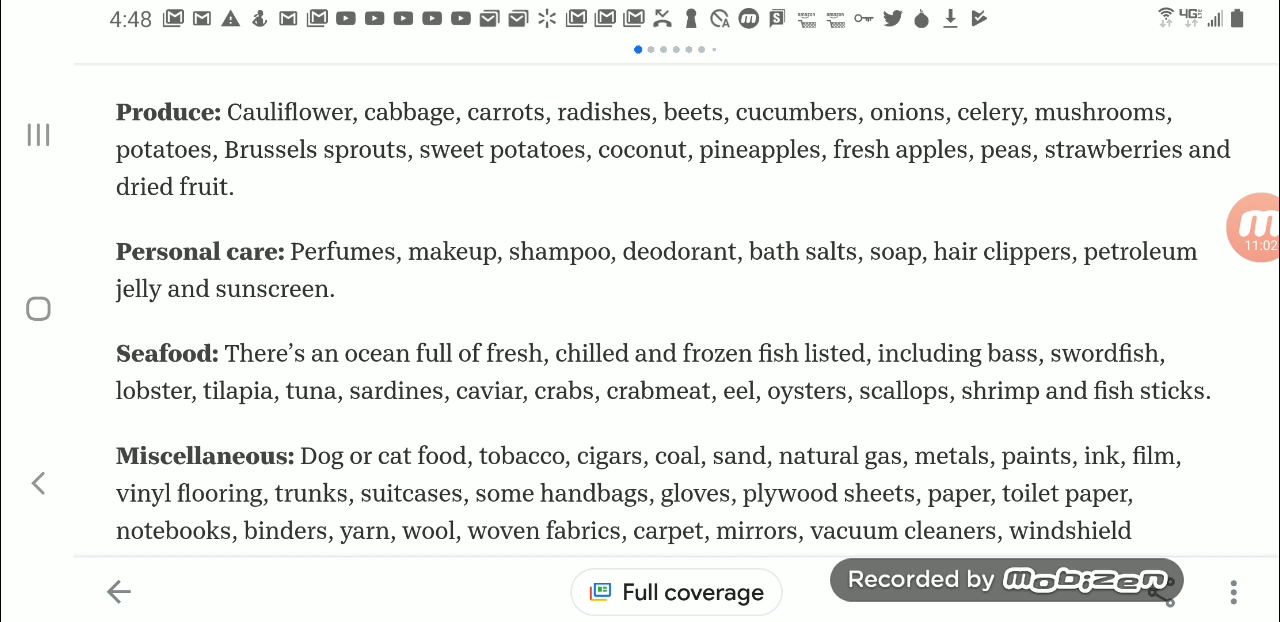 4:48
4G
Produce: Cauliflower, cabbage, carrots, radishes, beets, cucumbers, onions, celery, mushrooms,
potatoes, Brussels sprouts, sweet potatoes, coconut, pineapples, fresh apples, peas, strawberries and
dried fruit.
11:02
Personal care: Perfumes, makeup, shampoo, deodorant, bath salts, soap, hair clippers, petroleum
jelly and sunscreen.
Seafood: There’s an ocean full of fresh, chilled and frozen fish listed, including bass, swordfish,
lobster, tilapia, tuna, sardines, caviar, crabs, crabmeat, eel, oysters, scallops, shrimp and fish sticks.
Miscellaneous: Dog or cat food, tobacco, cigars, coal, sand, natural gas, metals, paints, ink, film,
vinyl flooring, trunks, suitcases, some handbags, gloves, plywood sheets, paper, toilet paper,
notebooks, binders, yarn, wool, woven fabrics, carpet, mirrors, vacuum cleaners, windshield
Full coverage
Recorded by mobizen